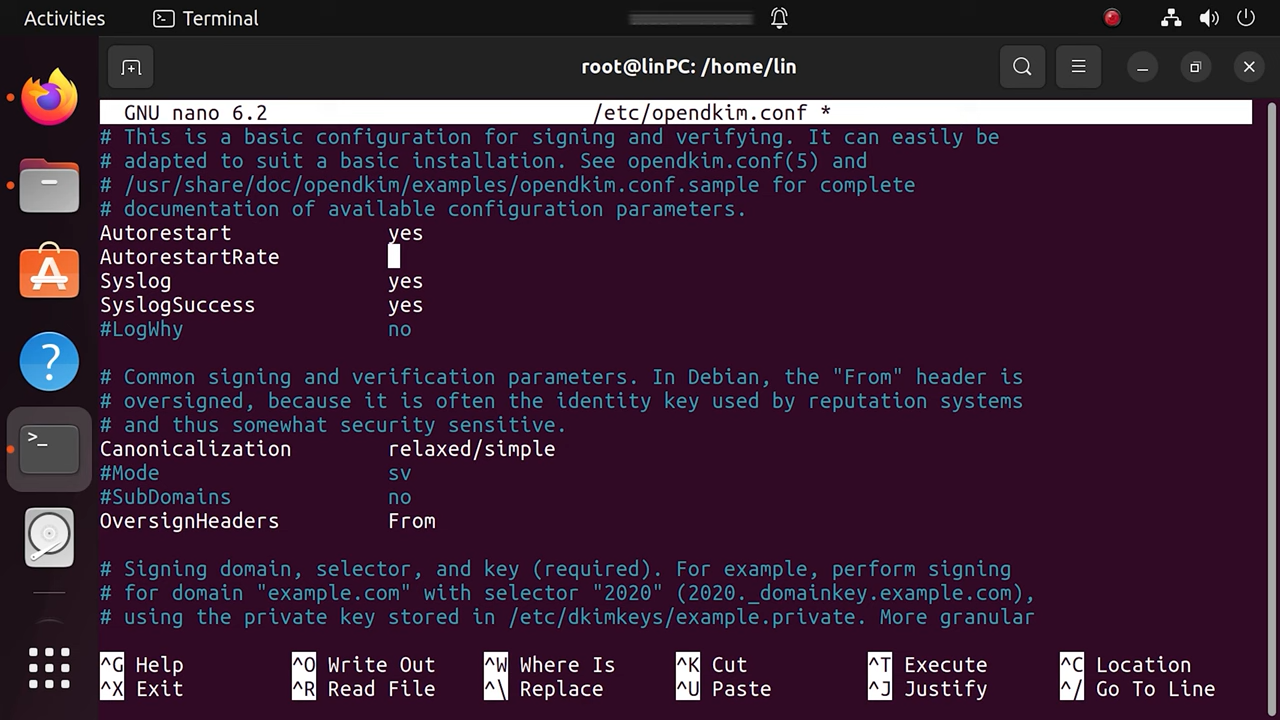 Activities Terminal
root@linPC: /home/lin
GNU nano 6.2 /etc/opendkim.conf *
# This is a basic configuration for signing and verifying. It can easily be
# adapted to suit a basic installation. See opendkim.conf(5) and
# /usr/share/doc/opendkim/examples/opendkim.conf.sample for complete
# documentation of available configuration parameters.
Autorestart yes
AutorestartRate
Syslog yes
SyslogSuccess yes
#LogWhy no
# Common signing and verification parameters. In Debian, the "From" header is
# oversigned, because it is often the identity key used by reputation systems
# and thus somewhat security sensitive.
Canonicalization relaxed/simple
#Mode sv
#SubDomains no
OversignHeaders From
# Signing domain, selector, and key (required). For example, perform signing
# for domain "example.com" with selector "2020" (2020._domainkey.example.com),
# using the private key stored in /etc/dkimkeys/example.private. More granular
^G Help ^O Write Out ^W Where Is ^K Cut ^T Execute ^C Location
^X Exit ^R Read File ^\ Replace ^U Paste ^J Justify ^/ Go To Line